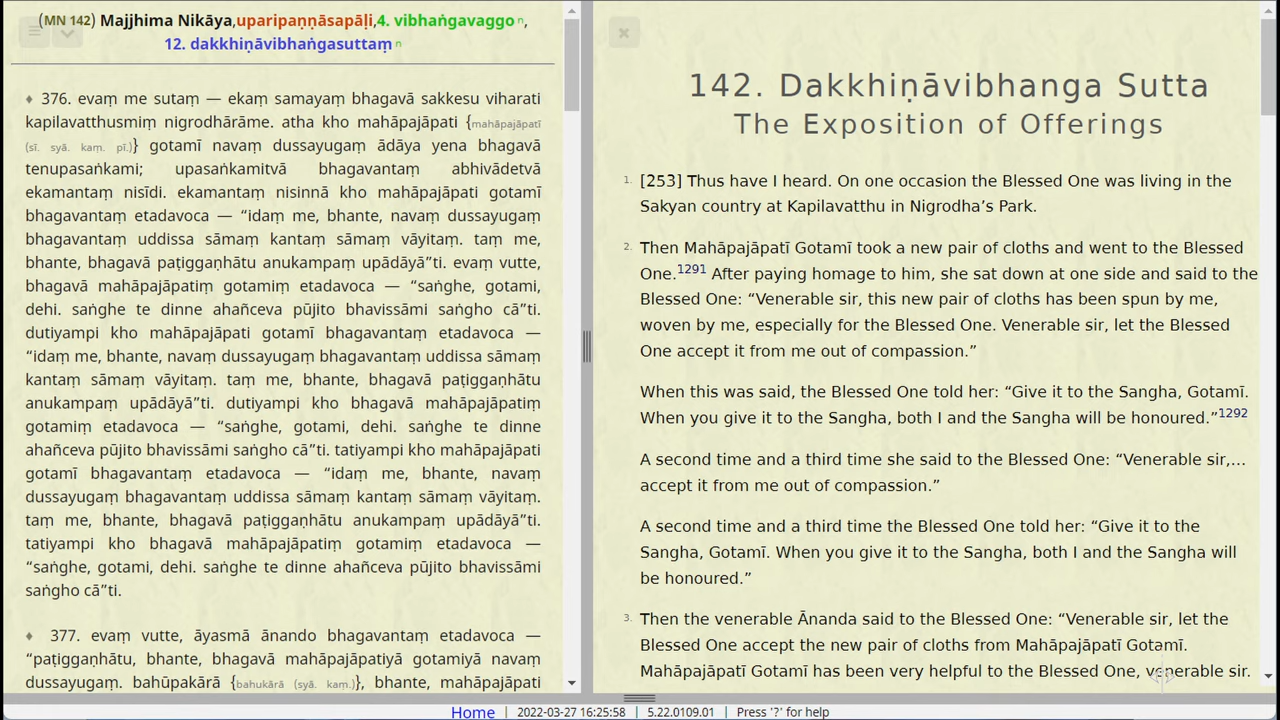 (MN 142) Majjhima Nikāya,uparipaṇṇāsapāḷi,4. vibhaṅgavaggo n,
12. dakkhiṇāvibhaṅgasuttaṃ n
♦ 376. evaṃ me sutaṃ — ekaṃ samayaṃ bhagavā sakkesu viharati
kapilavatthusmiṃ nigrodhārāme. atha kho mahāpajāpati {mahāpajāpatī
(sī. syā. kaṃ. pī.)} gotamī navaṃ dussayugaṃ ādāya yena bhagavā
tenupasaṅkami; upasaṅkamitvā bhagavantaṃ abhivādetvā
ekamantaṃ nisīdi. ekamantaṃ nisinnā kho mahāpajāpati gotamī
bhagavantaṃ etadavoca — “idaṃ me, bhante, navaṃ dussayugaṃ
bhagavantaṃ uddissa sāmaṃ kantaṃ sāmaṃ vāyitaṃ. taṃ me,
bhante, bhagavā paṭiggaṇhātu anukampaṃ upādāyā”ti. evaṃ vutte,
bhagavā mahāpajāpatiṃ gotamiṃ etadavoca — “saṅghe, gotami,
dehi. saṅghe te dinne ahañceva pūjito bhavissāmi saṅgho cā”ti.
dutiyampi kho mahāpajāpati gotamī bhagavantaṃ etadavoca —
“idaṃ me, bhante, navaṃ dussayugaṃ bhagavantaṃ uddissa sāmaṃ
kantaṃ sāmaṃ vāyitaṃ. taṃ me, bhante, bhagavā paṭiggaṇhātu
anukampaṃ upādāyā”ti. dutiyampi kho bhagavā mahāpajāpatiṃ
gotamiṃ etadavoca — “saṅghe, gotami, dehi. saṅghe te dinne
ahañceva pūjito bhavissāmi saṅgho cā”ti. tatiyampi kho mahāpajāpati
gotamī bhagavantaṃ etadavoca — “idaṃ me, bhante, navaṃ
dussayugaṃ bhagavantaṃ uddissa sāmaṃ kantaṃ sāmaṃ vāyitaṃ.
taṃ me, bhante, bhagavā paṭiggaṇhātu anukampaṃ upādāyā”ti.
tatiyampi kho bhagavā mahāpajāpatiṃ gotamiṃ etadavoca —
“saṅghe, gotami, dehi. saṅghe te dinne ahañceva pūjito bhavissāmi
saṅgho cā”ti.
♦ 377. evaṃ vutte, āyasmā ānando bhagavantaṃ etadavoca —
“paṭiggaṇhātu, bhante, bhagavā mahāpajāpatiyā gotamiyā navaṃ
dussayugaṃ. bahūpakārā {bahukārā (syā. kaṃ.)}, bhante, mahāpajāpati
142. Dakkhiṇāvibhanga Sutta
The Exposition of Offerings
1. [253] Thus have I heard. On one occasion the Blessed One was living in the
Sakyan country at Kapilavatthu in Nigrodha’s Park.
2. Then Mahāpajāpatī Gotamī took a new pair of cloths and went to the Blessed
One.1291 After paying homage to him, she sat down at one side and said to the
Blessed One: “Venerable sir, this new pair of cloths has been spun by me,
woven by me, especially for the Blessed One. Venerable sir, let the Blessed
One accept it from me out of compassion.”
When this was said, the Blessed One told her: “Give it to the Sangha, Gotamī.
When you give it to the Sangha, both I and the Sangha will be honoured.”1292
A second time and a third time she said to the Blessed One: “Venerable sir,…
accept it from me out of compassion.”
A second time and a third time the Blessed One told her: “Give it to the
Sangha, Gotamī. When you give it to the Sangha, both I and the Sangha will
be honoured.”
3. Then the venerable Ānanda said to the Blessed One: “Venerable sir, let the
Blessed One accept the new pair of cloths from Mahāpajāpatī Gotamī.
Mahāpajāpatī Gotamī has been very helpful to the Blessed One, venerable sir.
Home | 2022-03-27 16:25:58 | 5.22.0109.01 | Press '?' for help